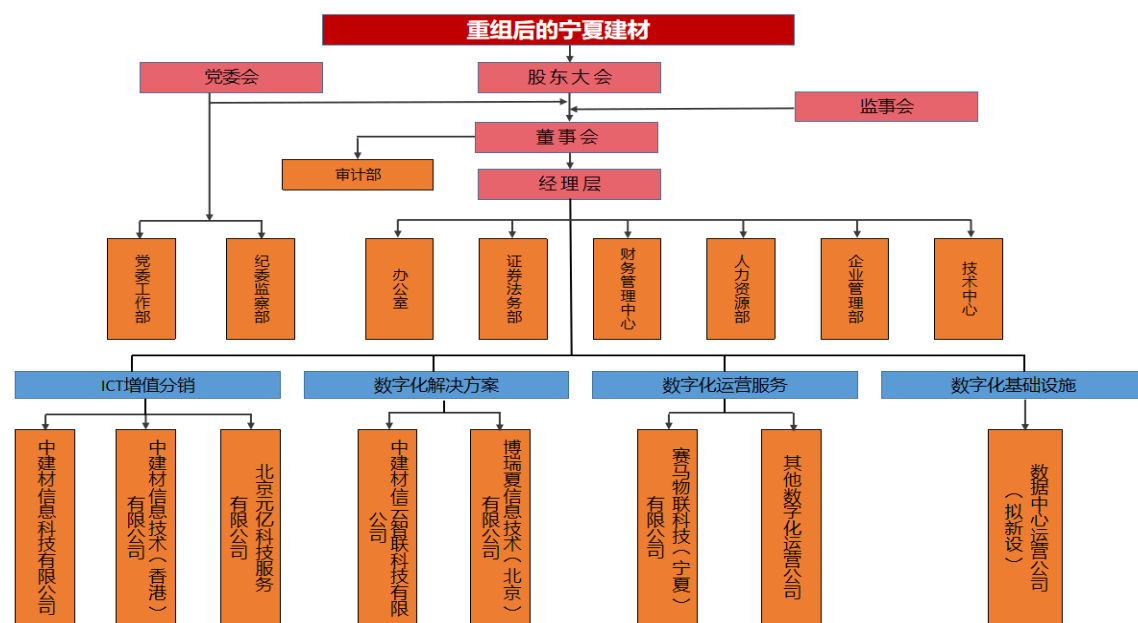 重组后的宁夏建材
党委会
股东大会
监事会
董事会
审计部
经理层
党委工作部
纪委监察部
办公室
证券法务部
财务管理中心
人力资源部
企业管理部
技术中心
ICT增值分销
数字化解决方案
数字化运营服务
数字化基础设施
中建材信息科技有限公司
中建材信息技术（香港）
有限公司
北京元亿科技服务
有限公司
中建材信云智联科技有限
公司
博瑞夏信息技术（北京）
有限公司
赛马物联科技（宁夏）
有限公司
其他数字化运营公司
数据中心运营公司
（拟新设）